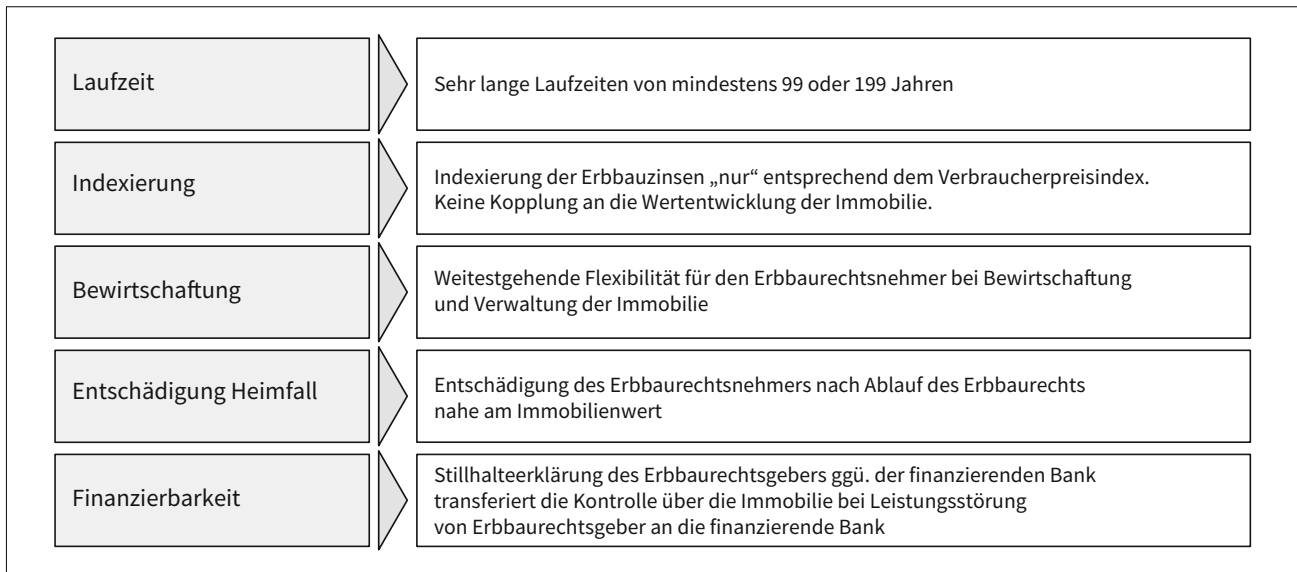 Laufzeit
Sehr lange Laufzeiten von mindestens 99 oder 199 Jahren
Indexierung
Indexierung der Erbbauzinsen „nur“ entsprechend dem Verbraucherpreisindex.
Keine Kopplung an die Wertentwicklung der Immobilie.
Bewirtschaftung
Weitestgehende Flexibilität für den Erbbaurechtsnehmer bei Bewirtschaftung
und Verwaltung der Immobilie
Entschädigung Heimfall
Entschädigung des Erbbaurechtsnehmers nach Ablauf des Erbbaurechts
nahe am Immobilienwert
Finanzierbarkeit
Stillhalteerklärung des Erbbaurechtsgebers ggü. der finanzierenden Bank
transferiert die Kontrolle über die Immobilie bei Leistungsstörung
von Erbbaurechtsgeber an die finanzierende Bank